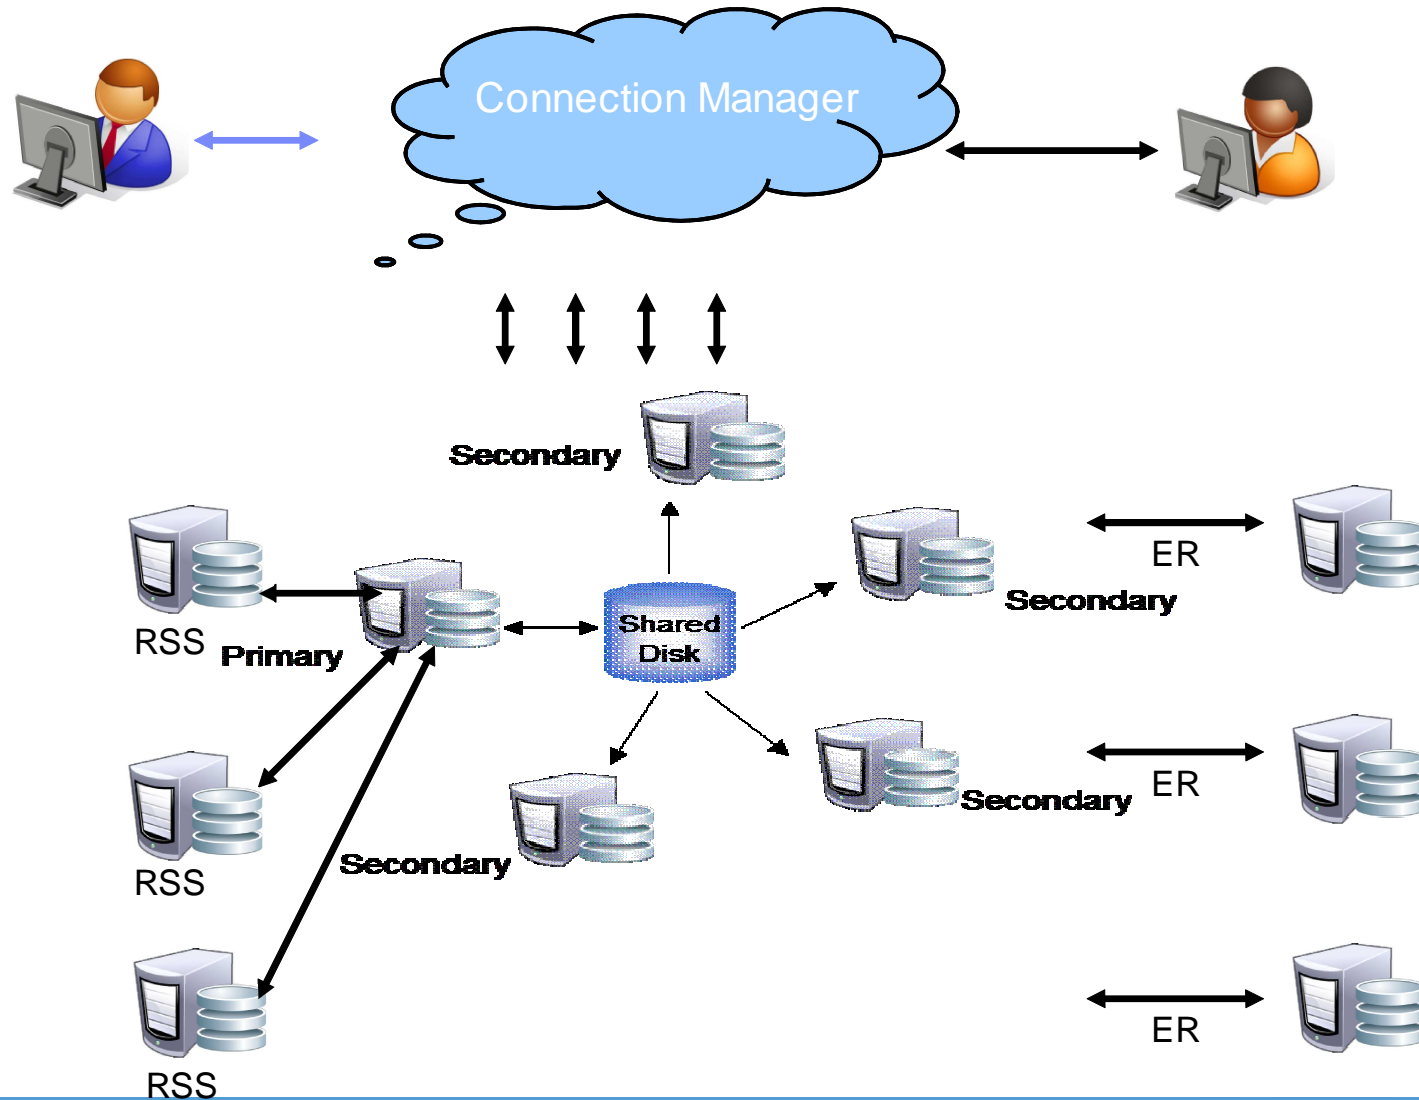 Connection Manager
Secondary
ER
Secondary
RSS
Primary
Shared
Disk
ER
Secondary
Secondary
RSS
ER
RSS